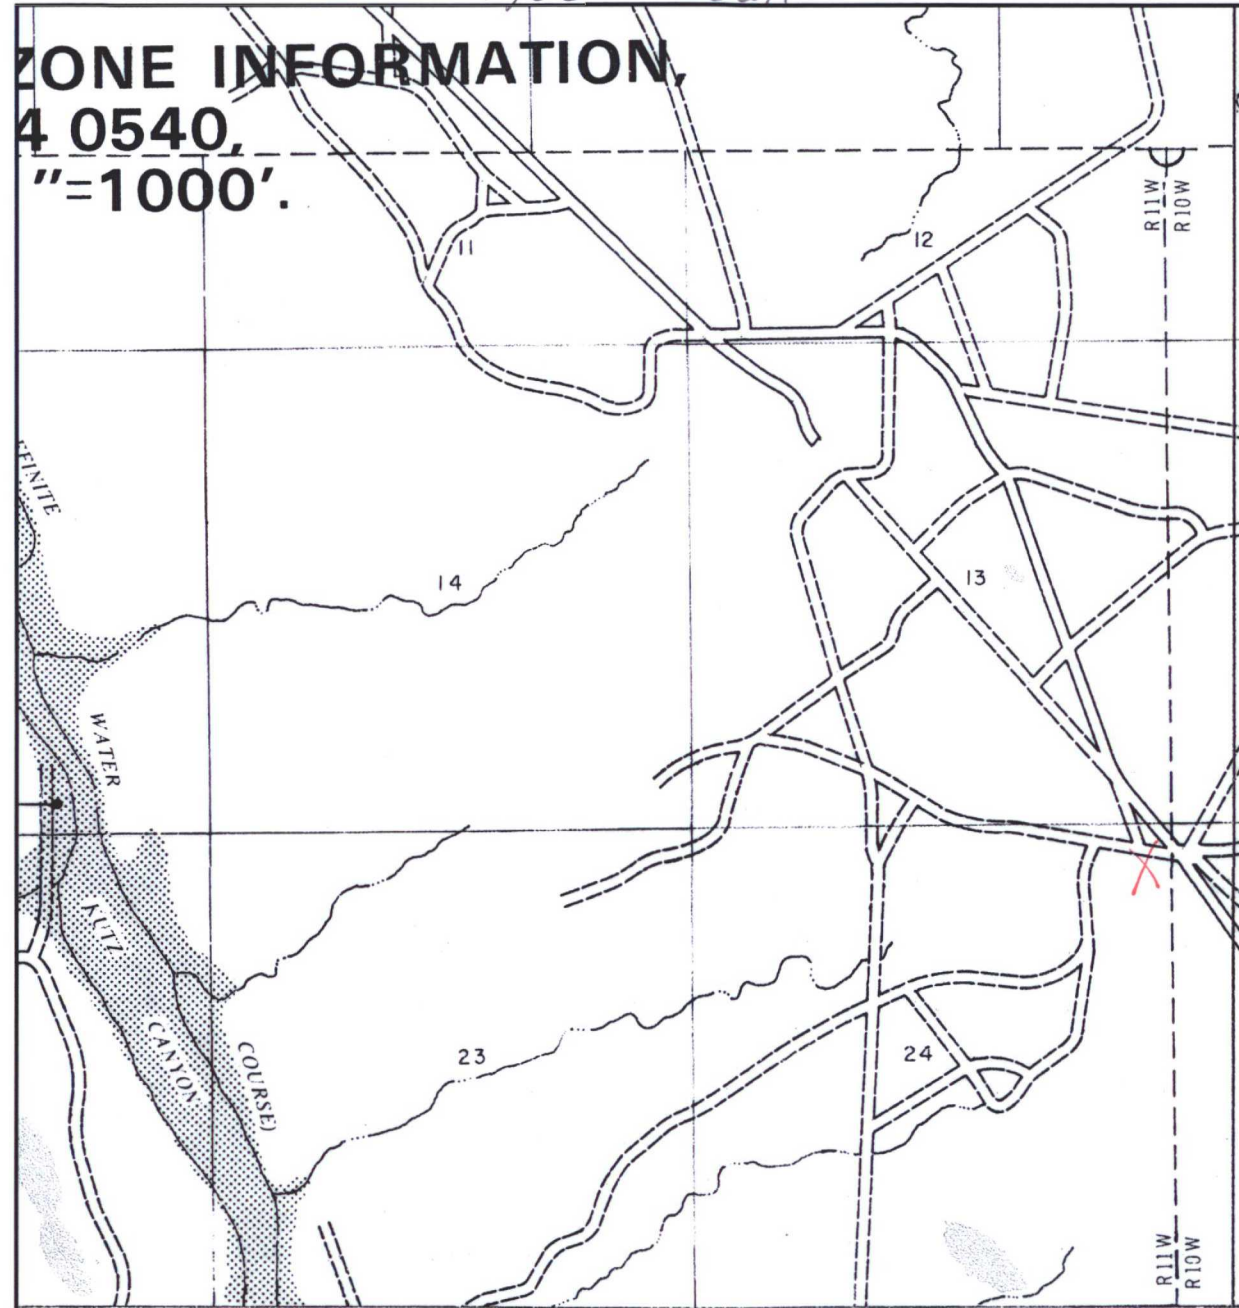 ZONE INFORMATION,
4 0540,
"=1000'.
R11W
R10W
11
12
FINITE
14
13
WATER
KUTZ
CANYON
COURSE)
23
24
R11W
R10W